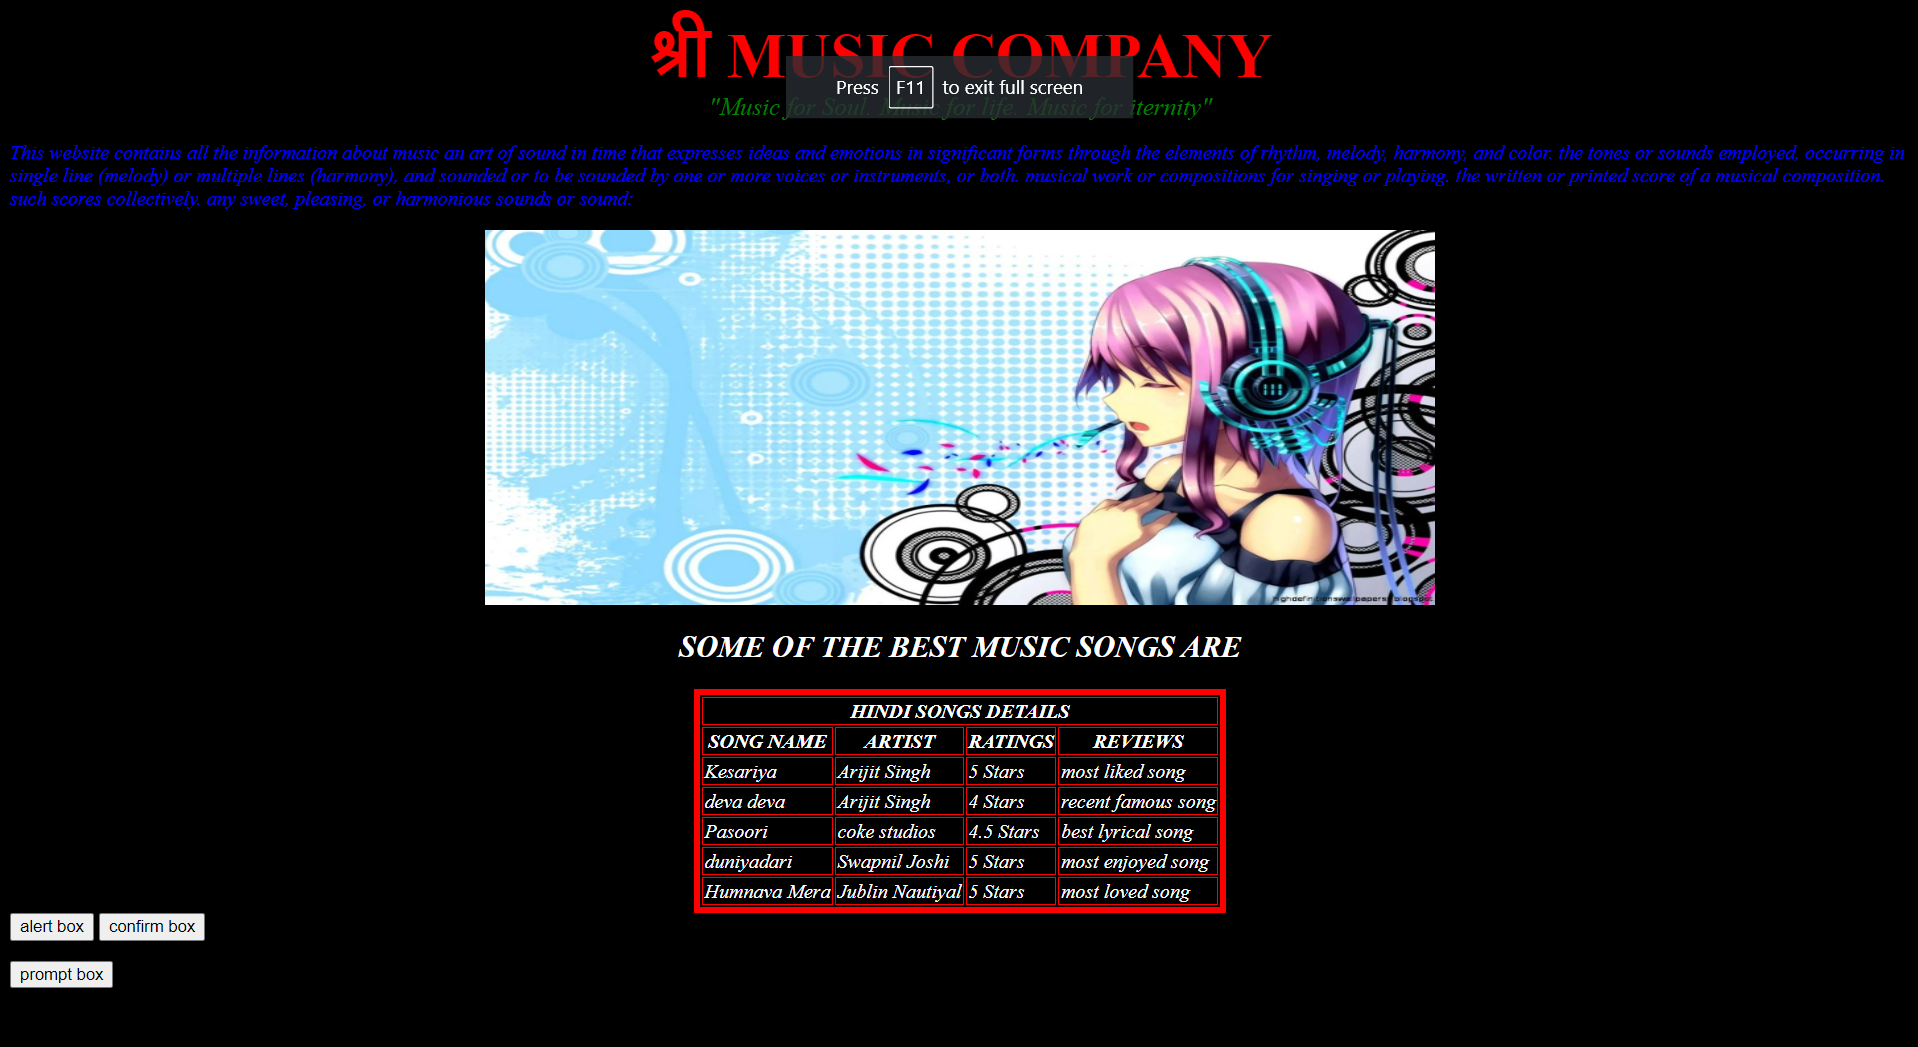 श्री MUSIC COMPANY
Press F11 to exit full screen
"Music for Soul. Music for life. Music for iternity"
This website contains all the information about music an art of sound in time that expresses ideas and emotions in significant forms through the elements of rhythm, melody, harmony, and color. the tones or sounds employed, occurring in
single line (melody) or multiple lines (harmony), and sounded or to be sounded by one or more voices or instruments, or both. musical work or compositions for singing or playing. the written or printed score of a musical composition.
such scores collectively. any sweet, pleasing, or harmonious sounds or sound:
SOME OF THE BEST MUSIC SONGS ARE
HINDI SONGS DETAILS
SONG NAME ARTIST RATINGS REVIEWS
Kesariya Arijit Singh 5 Stars most liked song
deva deva Arijit Singh 4 Stars recent famous song
Pasoori coke studios 4.5 Stars best lyrical song
duniyadari Swapnil Joshi 5 Stars most enjoyed song
Humnava Mera Jublin Nautiyal 5 Stars most loved song
alert box confirm box
prompt box